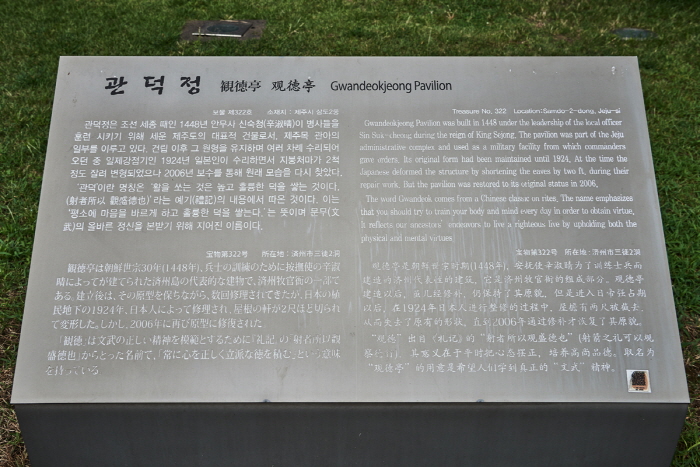 관덕정 観徳亭 观德亭 Gwandeokjeong Pavilion
보물 제322호 소재지 : 제주시 삼도2동
관덕정은 조선 세종 때인 1448년 안무사 신숙청(辛淑晴)이 병사들을
훈련 시키기 위해 세운 제주도의 대표적 건물로서, 제주목 관아의
일부를 이루고 있다. 건립 이후 그 원형을 유지하며 여러 차례 수리되어
오던 중 일제강점기인 1924년 일본인이 수리하면서 지붕처마가 2척
정도 잘려 변형되었으나 2006년 보수를 통해 원래 모습을 다시 찾았다.
'관덕'이란 명칭은 '활을 쏘는 것은 높고 훌륭한 덕을 쌓는 것이다.
(射者所以 觀盛德也)'라는 예기(禮記)의 내용에서 따온 것이다. 이는
'평소에 마음을 바르게 하고 훌륭한 덕을 쌓는다.'는 뜻이며 문무(文
武)의 올바른 정신을 본받기 위해 지어진 이름이다.
Treasure No. 322 Location:Samdo-2-dong, Jeju-si
Gwandeokjeong Pavilion was built in 1448 under the leadership of the local officer
Sin Suk-cheong during the reign of King Sejong. The pavilion was part of the Jeju
administrative complex and used as a military facility from which commanders
gave orders. Its original form had been maintained until 1924. At the time the
Japanese deformed the structure by shortening the eaves by two ft. during their
repair work. But the pavilion was restored to its original status in 2006.
The word Gwandeok comes from a Chinese classic on rites. The name emphasizes
that you should try to train your body and mind every day in order to obtain virtue.
It reflects our ancestors' endeavors to live a righteous live by upholding both the
physical and mental virtues
宝物第322号 所在地 : 済州市三徒2洞
観徳亭は朝鮮世宗30年(1448年)、兵士の訓練のために按撫使の辛淑
晴によってが建てられた済州島の代表的な建物で、済州牧官衙の一部で
ある。建立後は、その原型を保ちながら、数回修理されてきたが、日本の植
民地下の1924年、日本人によって修理され、屋根の軒が2尺ほど切られ
て変形した。しかし、2006年に再び原型に修復された
「観徳」は文武の正しい精神を模範とするために「礼記」の「射者所以観
盛徳也」からとった名前で、「常に心を正しく立派な徳を積む」という意味
を持っている
宝物第322号 所在地 : 济州市三徒2洞
观德亭是朝鲜世宗时期(1448年), 安抚使辛淑晴为了训练士兵而
建造的济州代表性的建筑, 它是济州牧官衙的组成部分。观德亭
建造以后, 虽几经修补, 仍保持了其原貌。但是进入日帝强占期
以后, 在1924年日本人进行整修的过程中, 屋檐有两尺被截去,
从而失去了原有的形状, 直到2006年通过修补才恢复了其原貌。
"观德" 出自《礼记》的 "射者所以观盛德也" (射箭之礼可以观
"观德亭" 的用意是希望人们学到真正的 "文武" 精神。